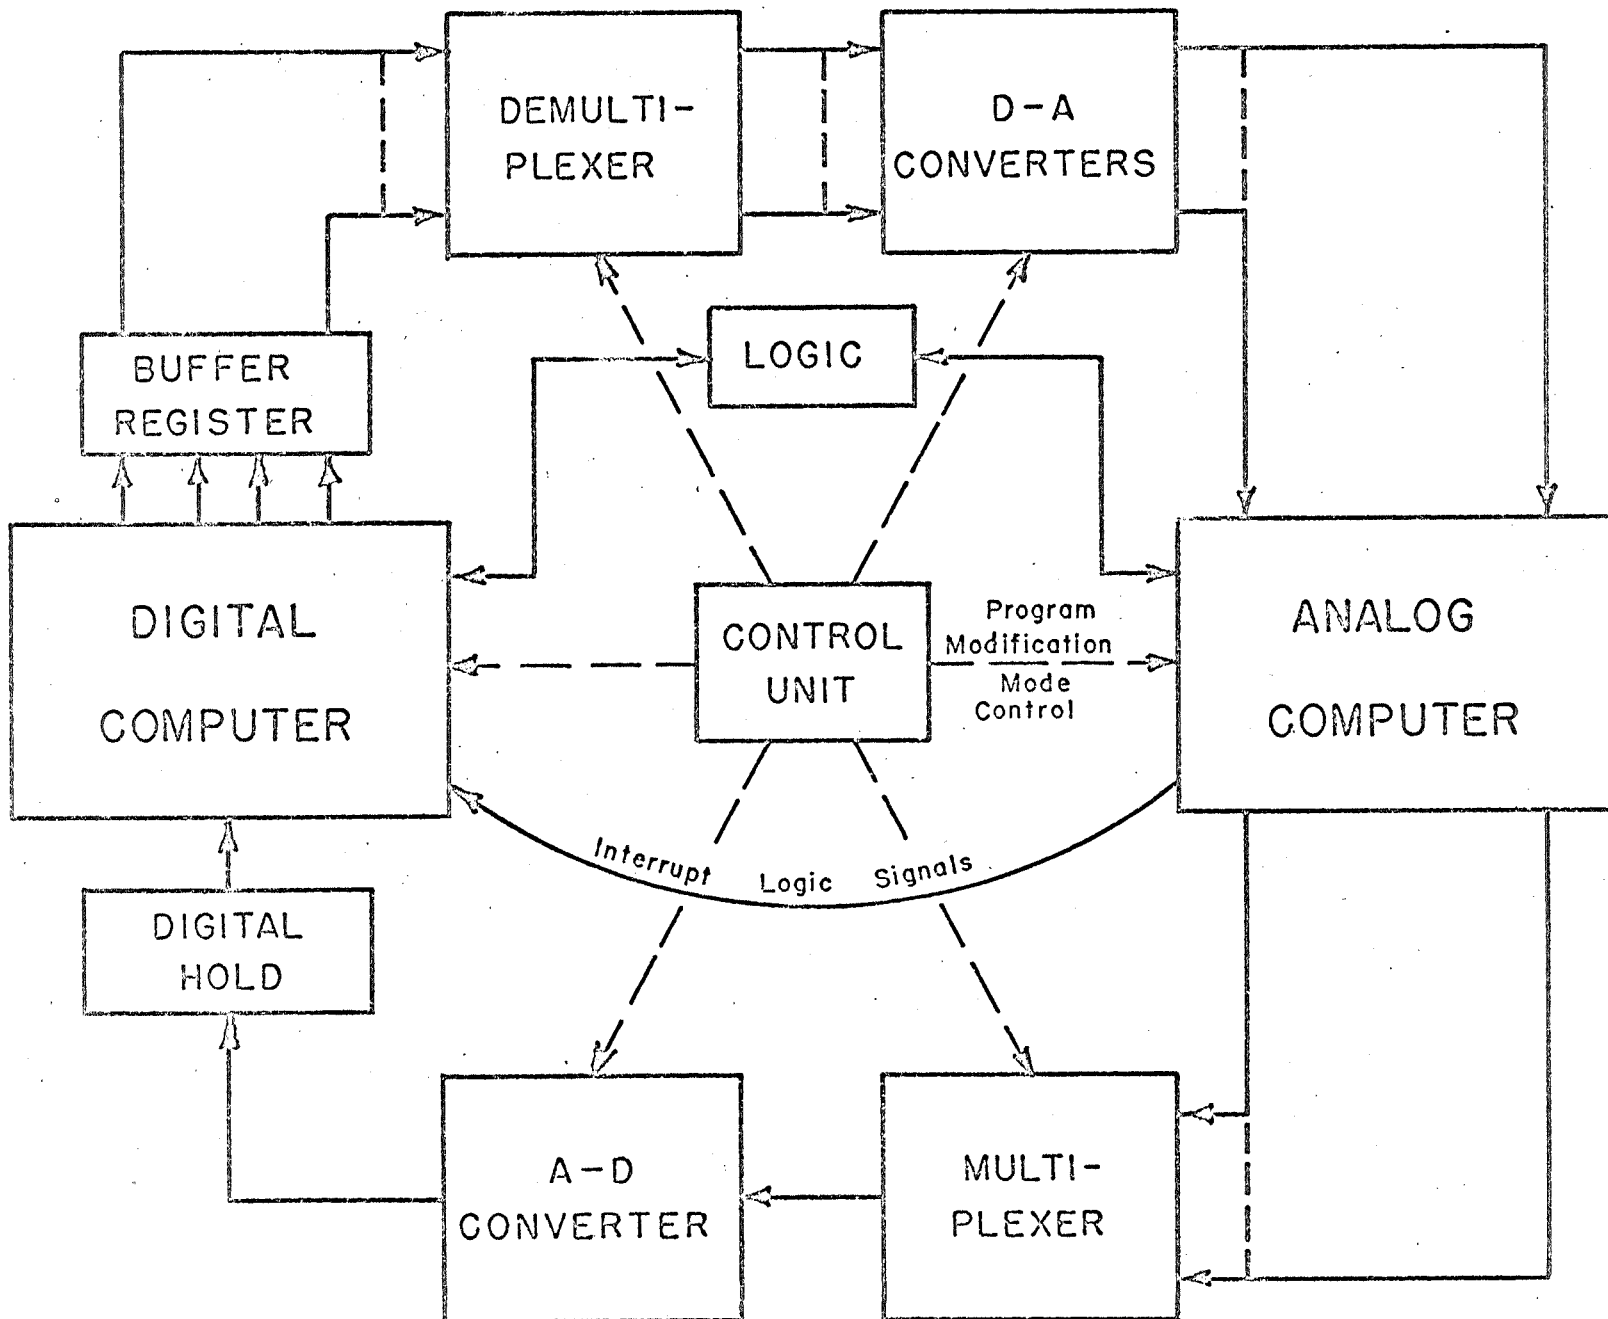 DEMULTI-
PLEXER
D-A
CONVERTERS
BUFFER
REGISTER
LOGIC
DIGITAL
COMPUTER
CONTROL
UNIT
Program
Modification
Mode
Control
ANALOG
COMPUTER
Interrupt Logic Signals
DIGITAL
HOLD
A-D
CONVERTER
MULTI-
PLEXER